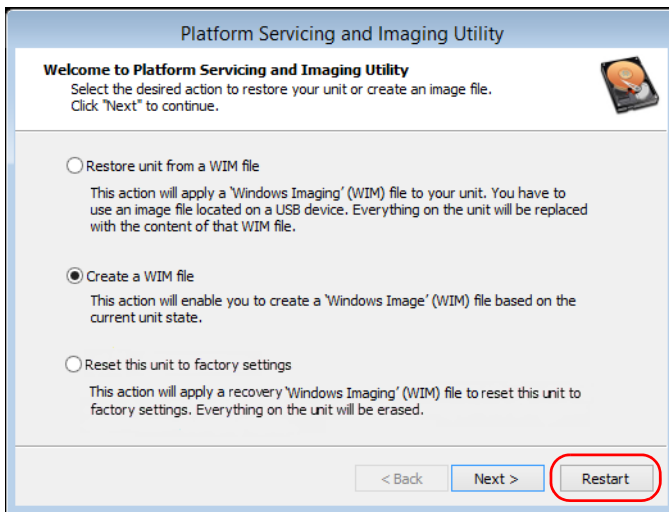 Platform Servicing and Imaging Utility
Welcome to Platform Servicing and Imaging Utility
Select the desired action to restore your unit or create an image file.
Click "Next" to continue.
Restore unit from a WIM file
This action will apply a 'Windows Imaging' (WIM) file to your unit. You have to
use an image file located on a USB device. Everything on the unit will be replaced
with the content of that WIM file.
Create a WIM file
This action will enable you to create a 'Windows Image' (WIM) file based on the
current unit state.
Reset this unit to factory settings
This action will apply a recovery 'Windows Imaging' (WIM) file to reset this unit to
factory settings. Everything on the unit will be erased.
< Back Next > Restart